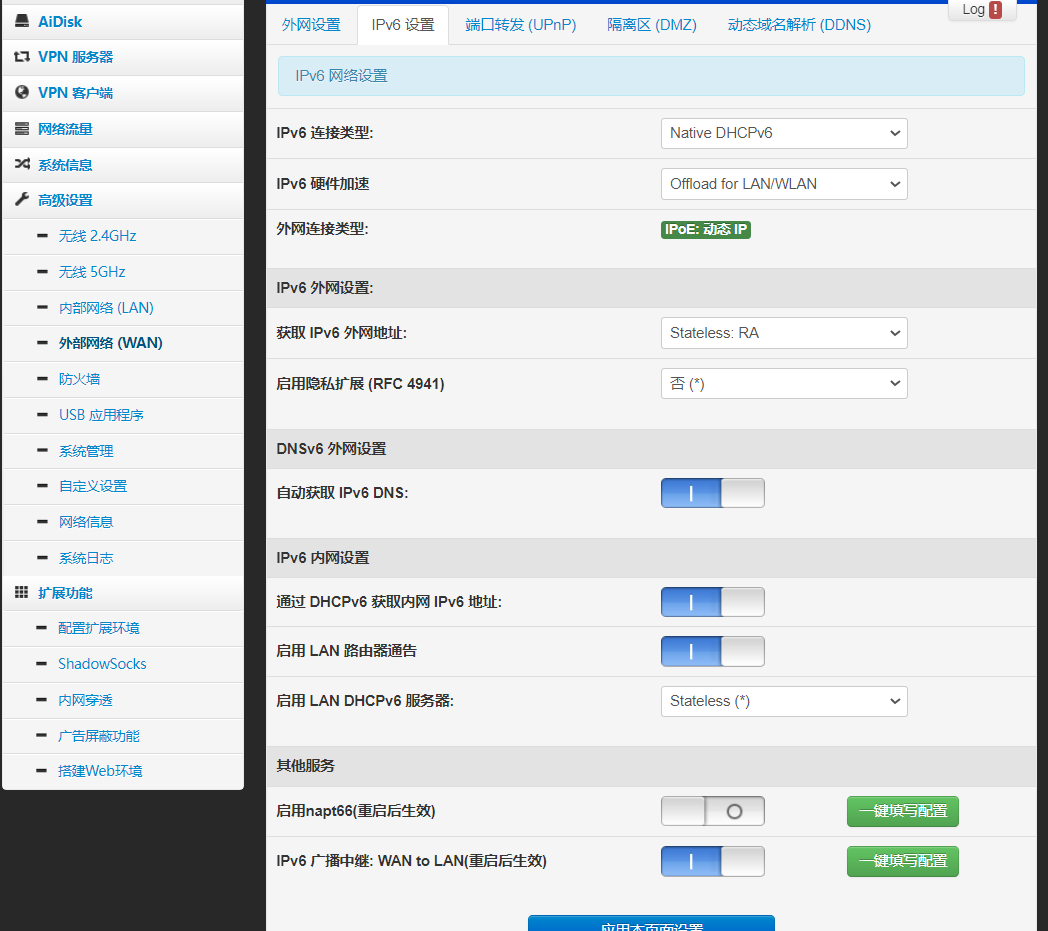 AiDisk
VPN 服务器
VPN 客户端
网络流量
系统信息
高级设置
无线 2.4GHz
无线 5GHz
内部网络 (LAN)
外部网络 (WAN)
防火墙
USB 应用程序
系统管理
自定义设置
网络信息
系统日志
扩展功能
配置扩展环境
ShadowSocks
内网穿透
广告屏蔽功能
搭建Web环境
Log !
外网设置 IPv6 设置 端口转发 (UPnP) 隔离区 (DMZ) 动态域名解析 (DDNS)
IPv6 网络设置
IPv6 连接类型: Native DHCPv6
IPv6 硬件加速 Offload for LAN/WLAN
外网连接类型: IPoE: 动态 IP
IPv6 外网设置:
获取 IPv6 外网地址: Stateless: RA
启用隐私扩展 (RFC 4941) 否 (*)
DNSv6 外网设置
自动获取 IPv6 DNS:
IPv6 内网设置
通过 DHCPv6 获取内网 IPv6 地址:
启用 LAN 路由器通告
启用 LAN DHCPv6 服务器: Stateless (*)
其他服务
启用napt66(重启后生效) 一键填写配置
IPv6 广播中继: WAN to LAN(重启后生效) 一键填写配置
应用本页面设置